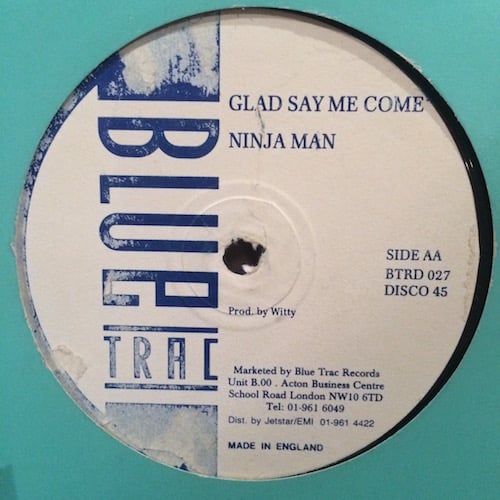 GLAD SAY ME COME
NINJA MAN
BLUE
TRAC
SIDE AA
BTRD 027
DISCO 45
Prod. by Witty
Marketed by Blue Trac Records
Unit B.00 . Acton Business Centre
School Road London NW10 6TD
Tel: 01-961 6049
Dist. by Jetstar/EMI 01-961 4422
MADE IN ENGLAND